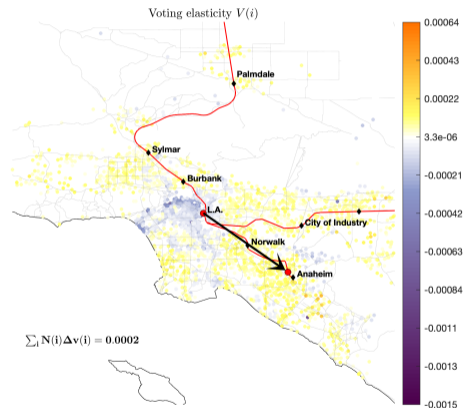 Voting elasticity V(i)
Palmdale
Sylmar
Burbank
L.A.
City of Industry
Norwalk
Anaheim
∑ᵢ N(i)Δv(i) = 0.0002
0.00064
0.00043
0.00022
3.3e-06
-0.00021
-0.00042
-0.00063
-0.00084
-0.0011
-0.0013
-0.0015